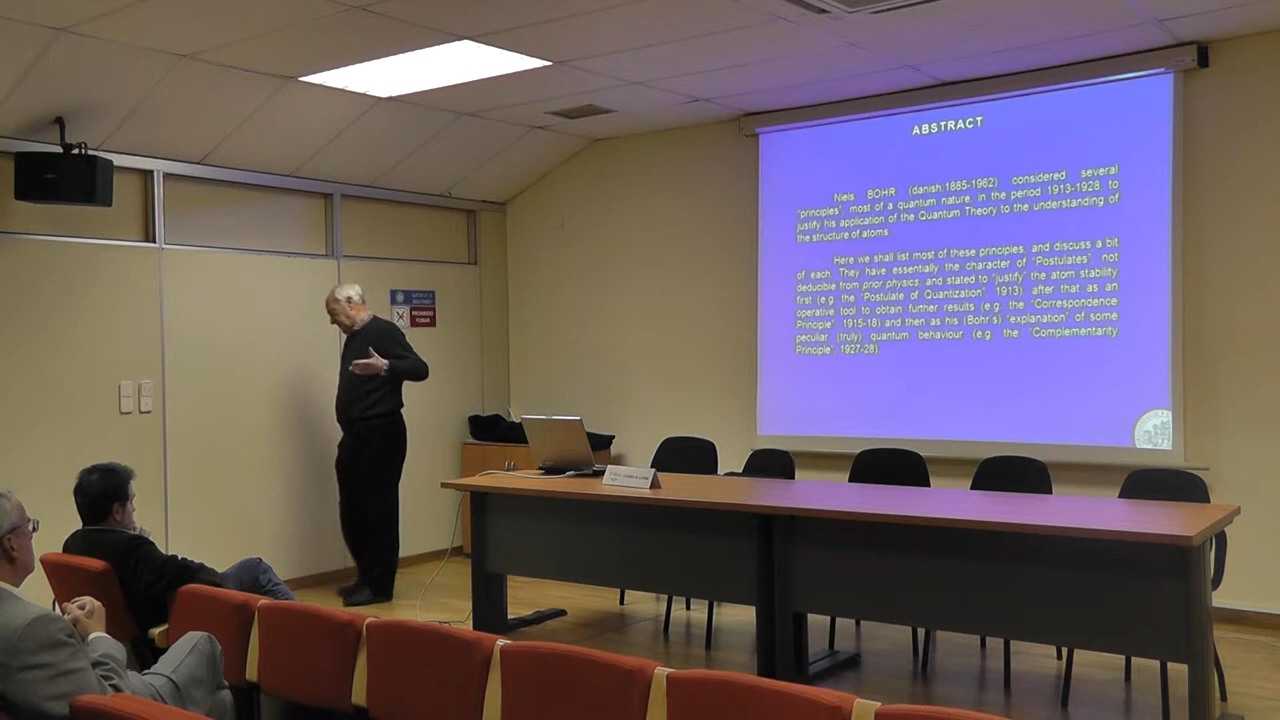 ABSTRACT
Niels BOHR (danish:1885-1962) considered several
"principles", most of a quantum nature, in the period 1913-1928, to
justify his application of the Quantum Theory to the understanding of
the structure of atoms.
Here we shall list most of these principles, and discuss a bit
of each. They have essentially the character of "Postulates", not
deducible from prior physics, and stated to "justify" the atom stability
first (e.g. the "Postulate of Quantization", 1913), after that as an
operative tool to obtain further results (e.g. the "Correspondence
Principle", 1915-18) and then as his (Bohr's) "explanation" of some
peculiar (truly) quantum behaviour (e.g. the "Complementarity
Principle", 1927-28).
PROHIBIDO
FUMAR